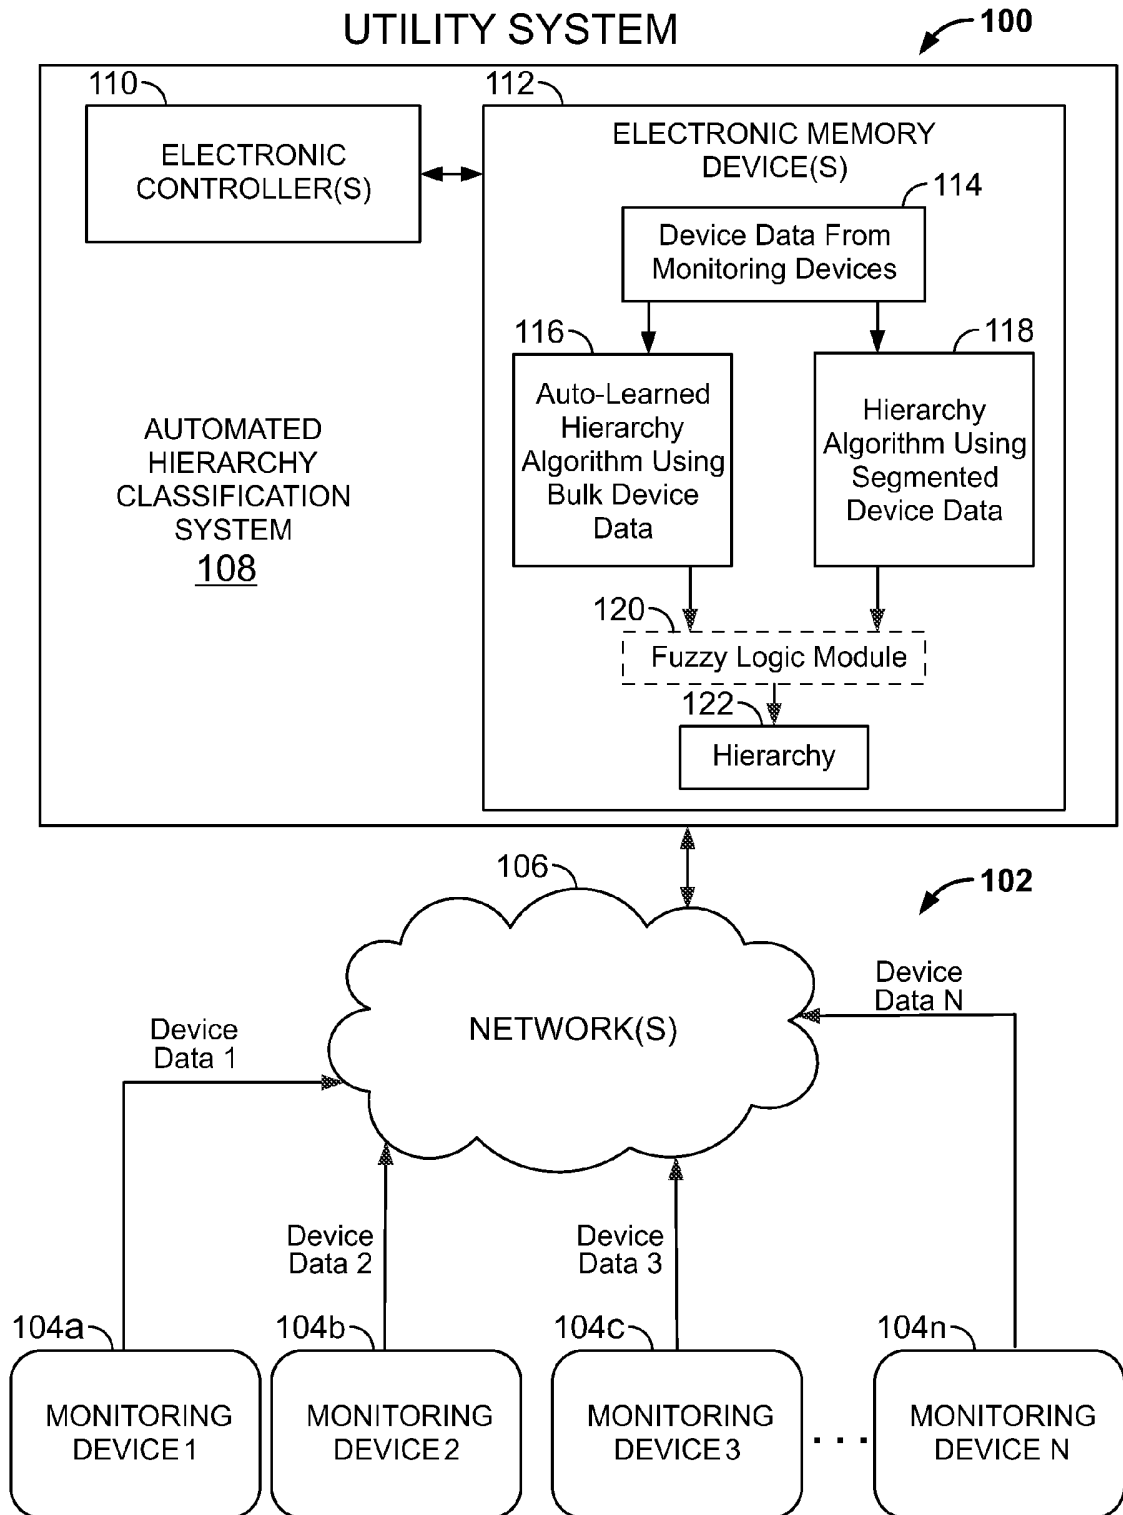 UTILITY SYSTEM
100
110
112
ELECTRONIC
CONTROLLER(S)
ELECTRONIC MEMORY
DEVICE(S)
114
Device Data From
Monitoring Devices
116
118
Auto-Learned
Hierarchy
Algorithm Using
Bulk Device
Data
Hierarchy
Algorithm Using
Segmented
Device Data
AUTOMATED
HIERARCHY
CLASSIFICATION
SYSTEM
108
120
Fuzzy Logic Module
122
Hierarchy
106
102
NETWORK(S)
Device
Data N
Device
Data 1
Device
Data 2
Device
Data 3
104a
104b
104c
104n
MONITORING
DEVICE 1
MONITORING
DEVICE 2
MONITORING
DEVICE 3
. . .
MONITORING
DEVICE N